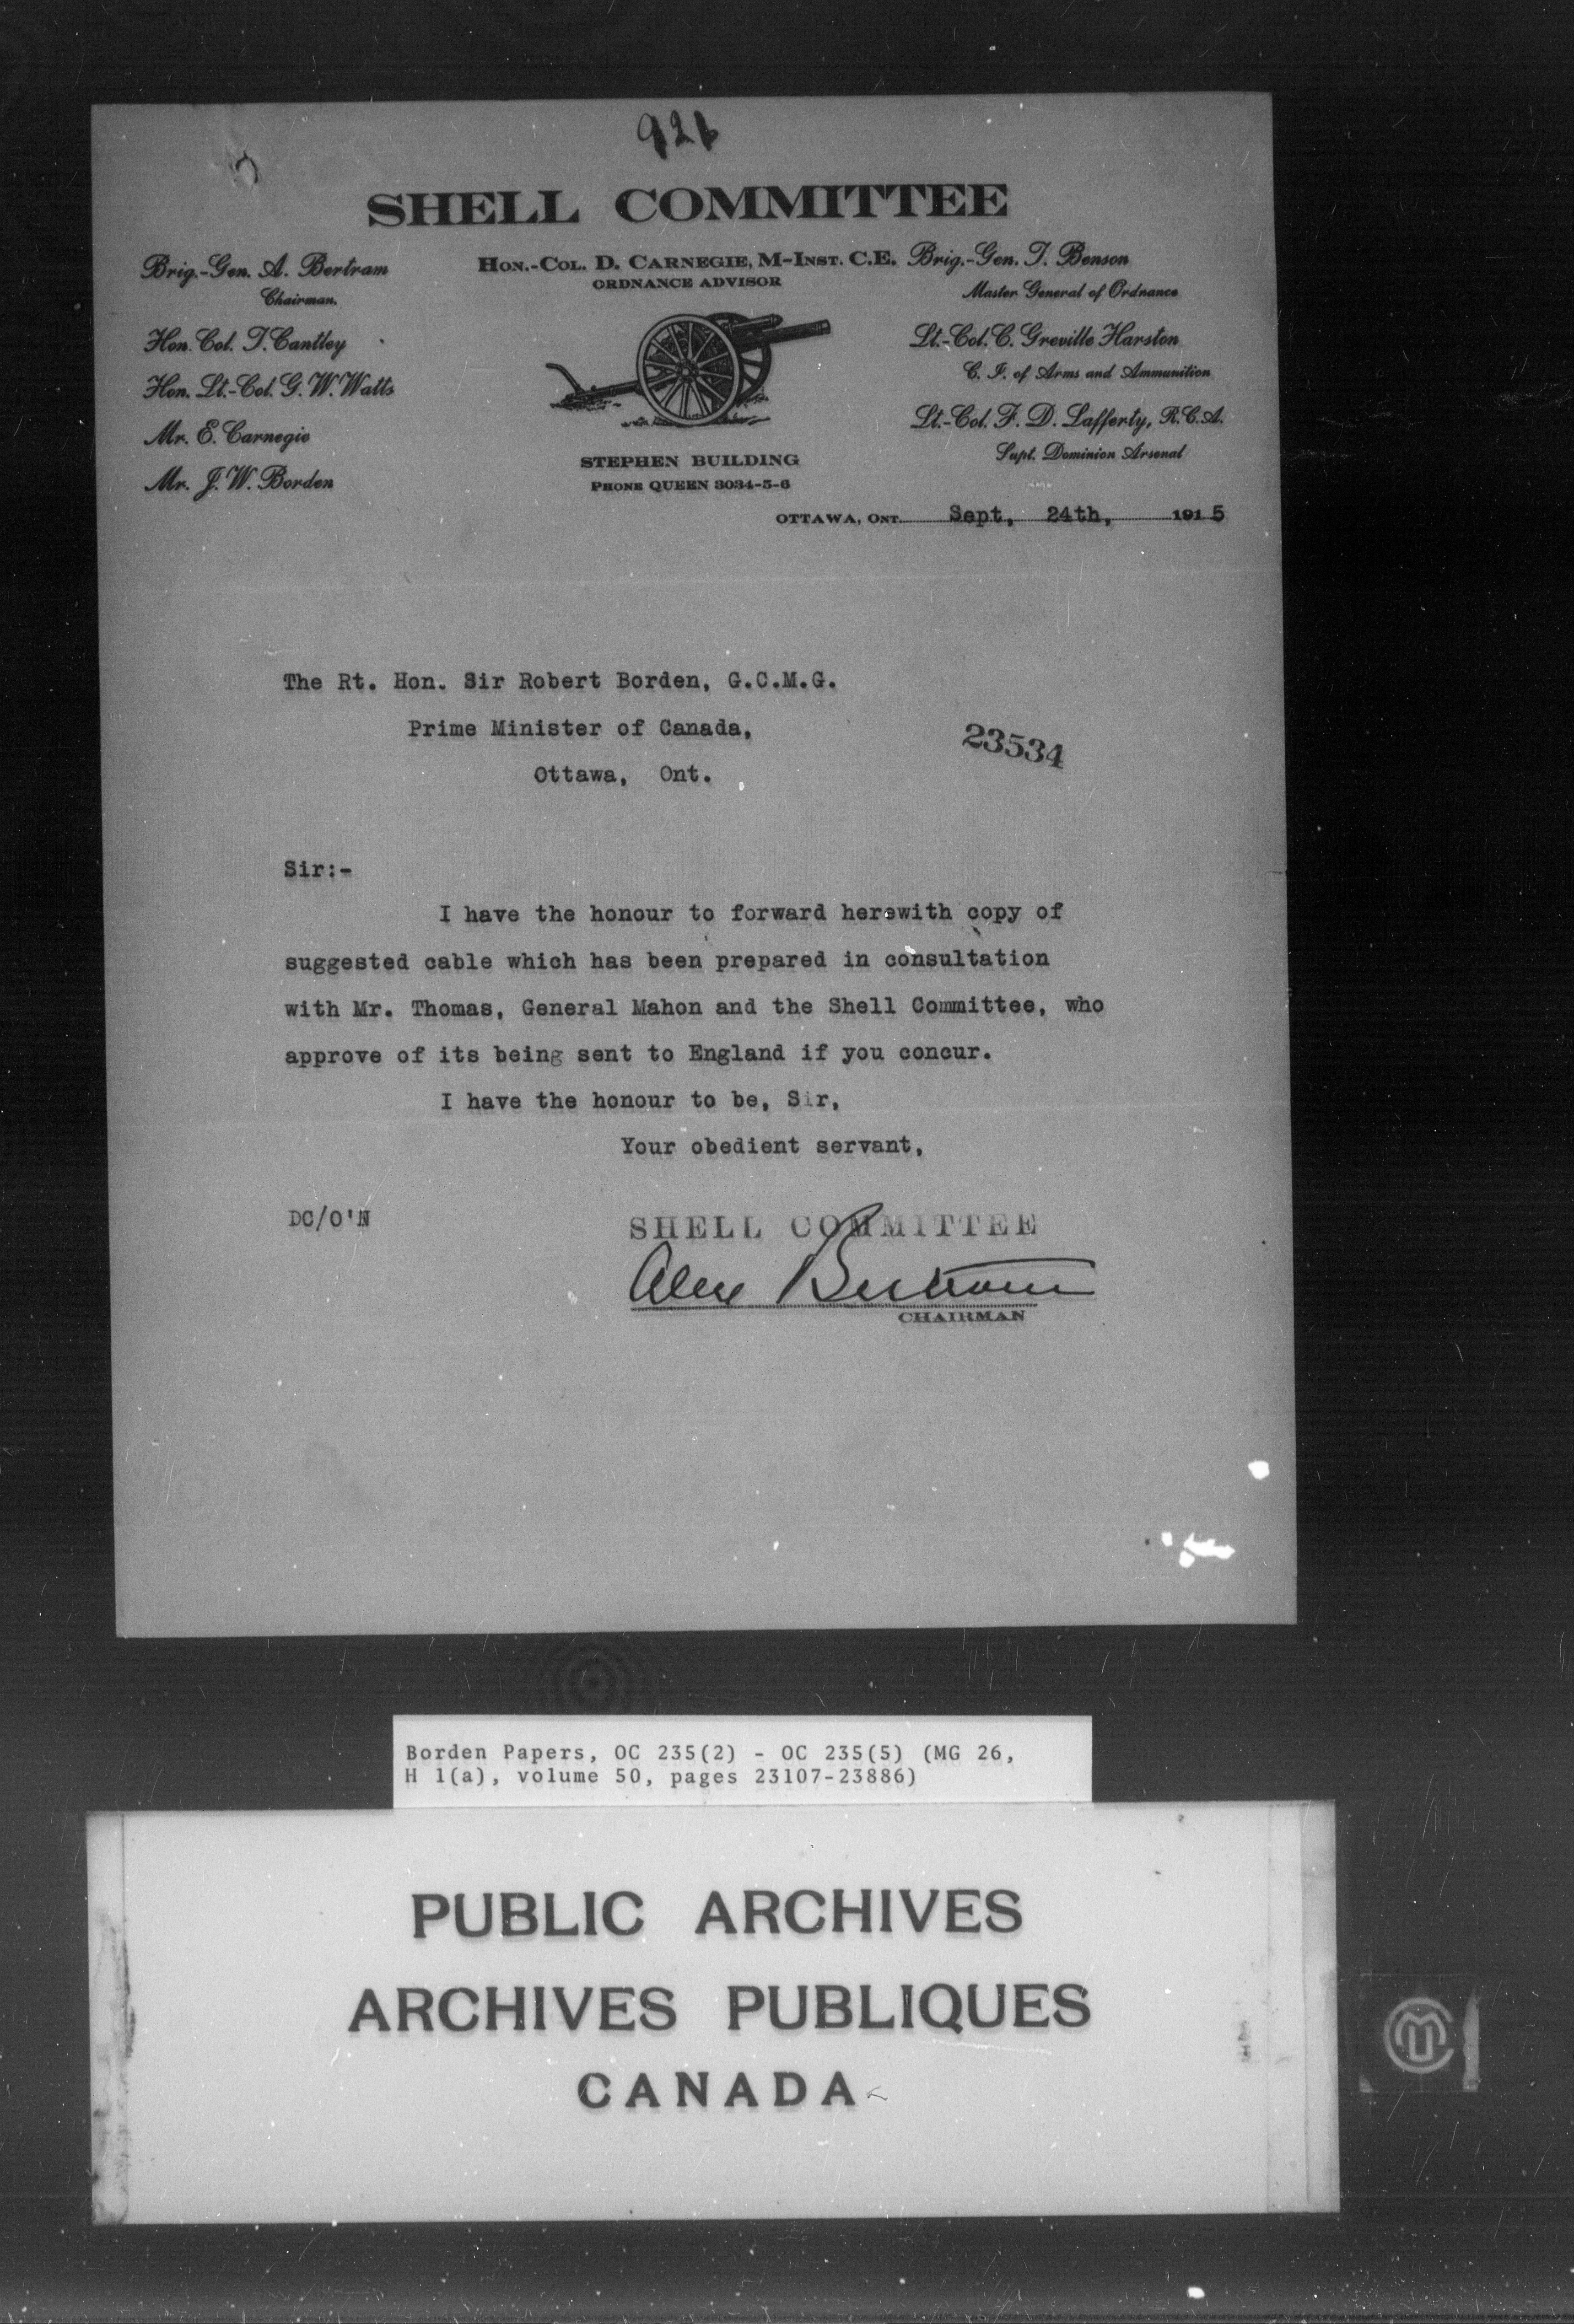 926
SHELL COMMITTEE
Brig.-Gen. A. Bertram
Chairman.
Hon. Col. T. Cantley
Hon. Lt.-Col. G. W. Watts
Mr. E. Carnegie
Mr. J. W. Borden
HON.-COL. D. CARNEGIE, M-INST. C.E.
ORDNANCE ADVISOR
STEPHEN BUILDING
PHONE QUEEN 3034-5-6
Brig.-Gen. T. Benson
Master General of Ordnance
Lt.-Col. C. Greville Harston
C. I. of Arms and Ammunition
Lt.-Col. F. D. Lafferty, R.C.A.
Supt. Dominion Arsenal
OTTAWA, ONT. Sept, 24th, 1915
The Rt. Hon. Sir Robert Borden, G.C.M.G.
Prime Minister of Canada,
Ottawa, Ont.
23534
Sir:-
I have the honour to forward herewith copy of
suggested cable which has been prepared in consultation
with Mr. Thomas, General Mahon and the Shell Committee, who
approve of its being sent to England if you concur.
I have the honour to be, Sir,
Your obedient servant,
DC/O'N
SHELL COMMITTEE
Alex Bertram
CHAIRMAN
Borden Papers, OC 235(2) - OC 235(5) (MG 26,
H 1(a), volume 50, pages 23107-23886)
PUBLIC ARCHIVES
ARCHIVES PUBLIQUES
CANADA